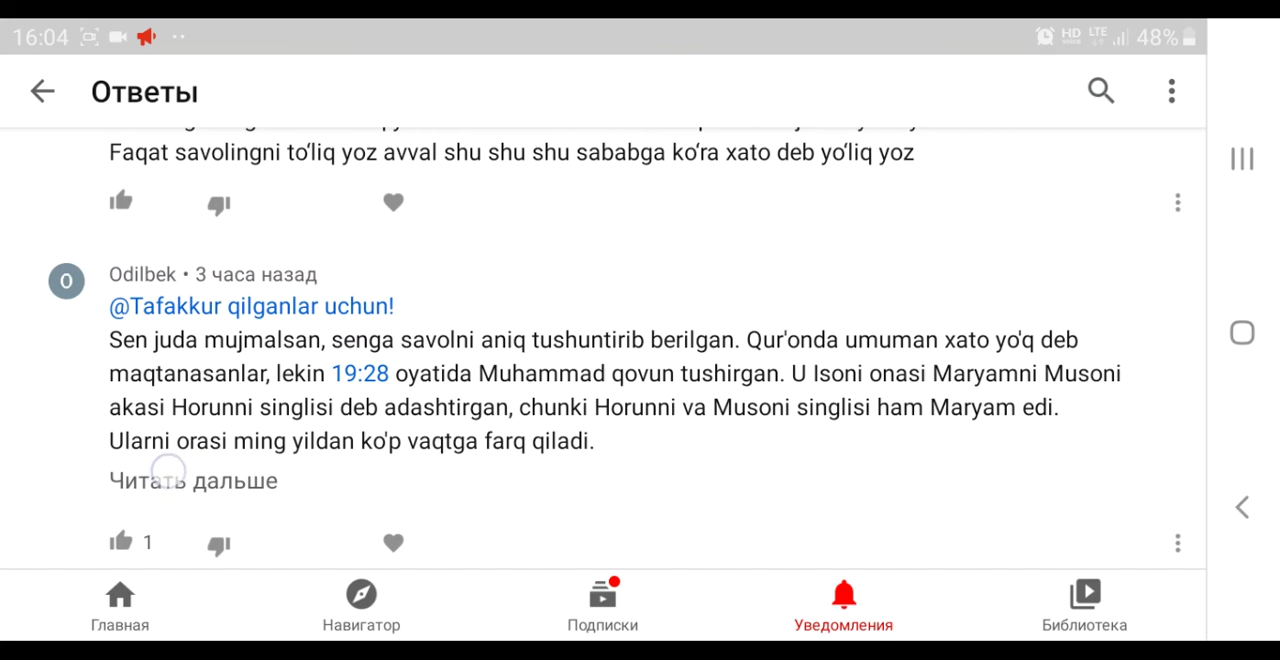 16:04 HD LTE 48%
Ответы
Faqat savolingni to‘liq yoz avval shu shu shu sababga ko‘ra xato deb yo‘liq yoz
O
Odilbek • 3 часа назад
@Tafakkur qilganlar uchun!
Sen juda mujmalsan, senga savolni aniq tushuntirib berilgan. Qur'onda umuman xato yo'q deb
maqtanasanlar, lekin 19:28 oyatida Muhammad qovun tushirgan. U Isoni onasi Maryamni Musoni
akasi Horunni singlisi deb adashtirgan, chunki Horunni va Musoni singlisi ham Maryam edi.
Ularni orasi ming yildan ko'p vaqtga farq qiladi.
Читать дальше
1
Главная Навигатор Подписки Уведомления Библиотека